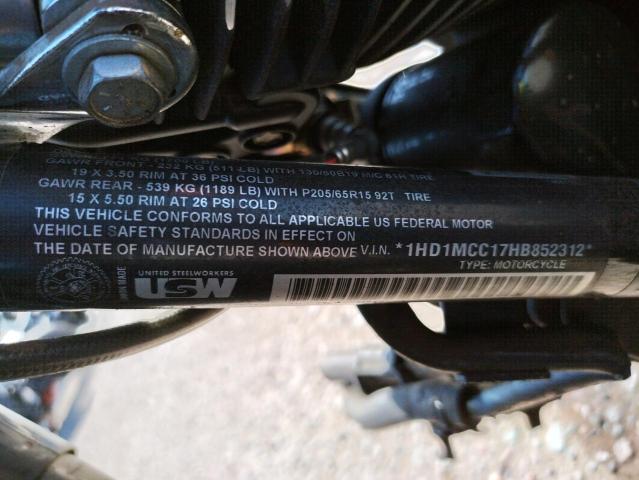 GAWR FRONT - 232 KG (511 LB) WITH 130/60B19 M/C 61H TIRE
19 X 3.50 RIM AT 36 PSI COLD
GAWR REAR - 539 KG (1189 LB) WITH P205/65R15 92T TIRE
15 X 5.50 RIM AT 26 PSI COLD
THIS VEHICLE CONFORMS TO ALL APPLICABLE US FEDERAL MOTOR
VEHICLE SAFETY STANDARDS IN EFFECT ON
THE DATE OF MANUFACTURE SHOWN ABOVE V.I.N. *1HD1MCC17HB852312*
TYPE: MOTORCYCLE
UNION MADE
UNITED STEELWORKERS
USW